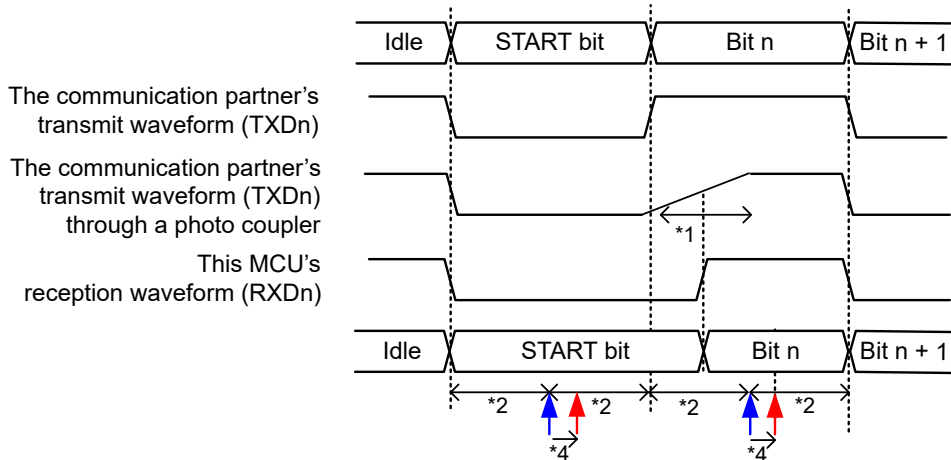 Idle START bit Bit n Bit n + 1
The communication partner's
transmit waveform (TXDn)
The communication partner's
transmit waveform (TXDn)
through a photo coupler
*1
This MCU's
reception waveform (RXDn)
Idle START bit Bit n Bit n + 1
*2 *2 *2 *2
*4 *4